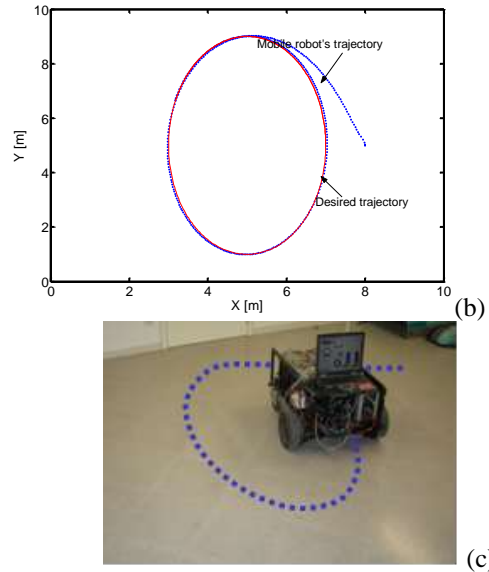 10
Mobile robot's trajectory
8
6
Y [m]
4
Desired trajectory
2
0
0 2 4 6 8 10
X [m]
(b)
(c)